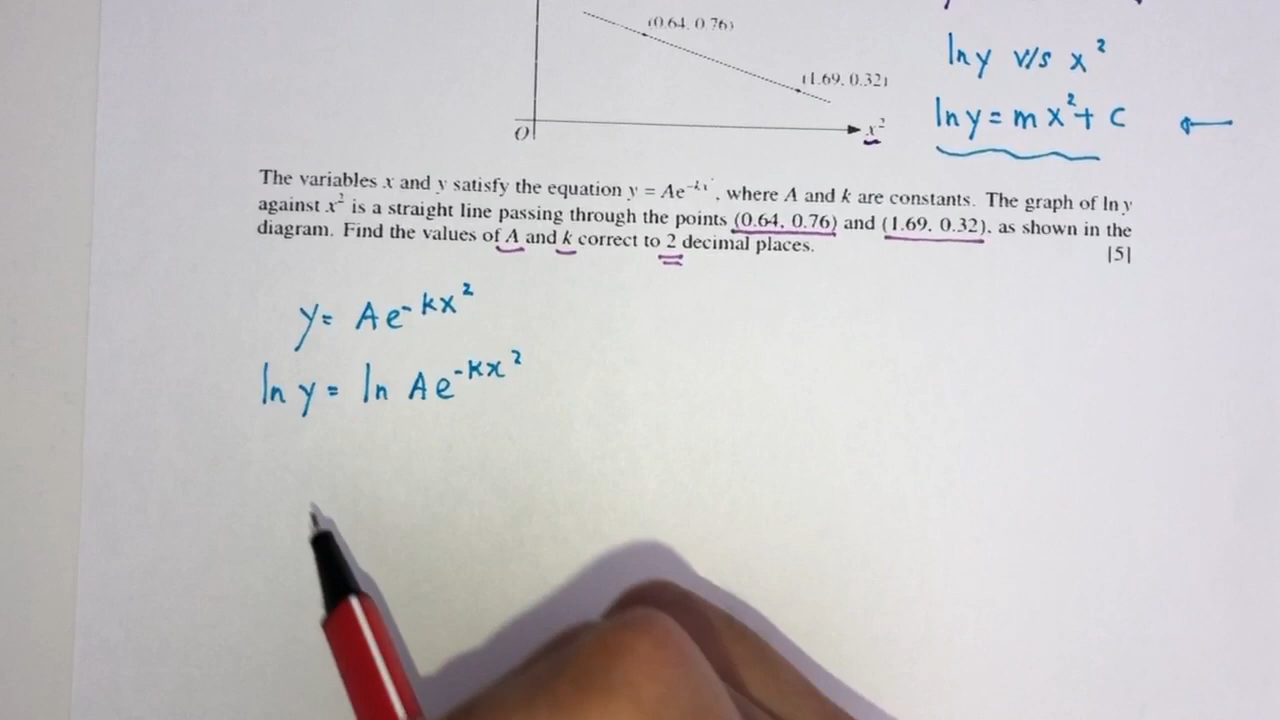 (0.64, 0.76)
(1.69, 0.32)
O
x²
ln y v/s x²
ln y = mx² + c
The variables x and y satisfy the equation y = Ae⁻ᵏˣ², where A and k are constants. The graph of ln y
against x² is a straight line passing through the points (0.64, 0.76) and (1.69, 0.32), as shown in the
diagram. Find the values of A and k correct to 2 decimal places.
[5]
y = Ae⁻ᵏˣ²
ln y = ln Ae⁻ᵏˣ²